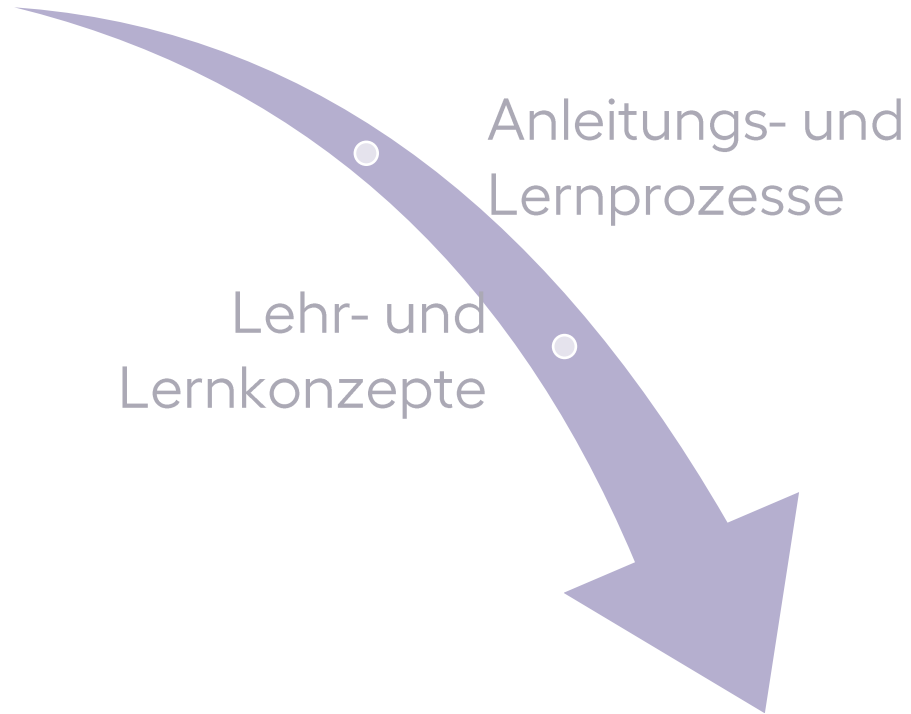 Anleitungs- und
Lernprozesse
Lehr- und
Lernkonzepte